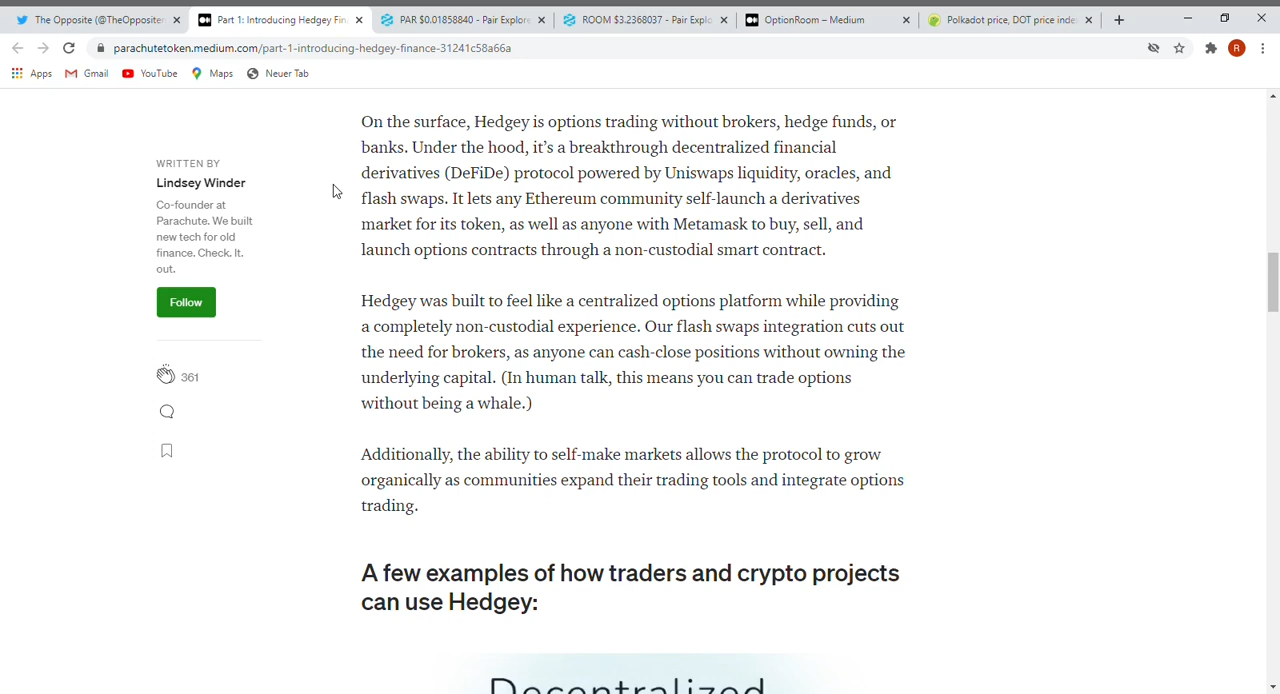 The Opposite (@TheOppositer
Part 1: Introducing Hedgey Fin
PAR $0.01858840 - Pair Explore
ROOM $3.2368037 - Pair Explo
OptionRoom – Medium
Polkadot price, DOT price inde
parachutetoken.medium.com/part-1-introducing-hedgey-finance-31241c58a66a
R
Apps
Gmail
YouTube
Maps
Neuer Tab
WRITTEN BY
Lindsey Winder
Co-founder at
Parachute. We built
new tech for old
finance. Check. It.
out.
Follow
361
On the surface, Hedgey is options trading without brokers, hedge funds, or
banks. Under the hood, it’s a breakthrough decentralized financial
derivatives (DeFiDe) protocol powered by Uniswaps liquidity, oracles, and
flash swaps. It lets any Ethereum community self-launch a derivatives
market for its token, as well as anyone with Metamask to buy, sell, and
launch options contracts through a non-custodial smart contract.
Hedgey was built to feel like a centralized options platform while providing
a completely non-custodial experience. Our flash swaps integration cuts out
the need for brokers, as anyone can cash-close positions without owning the
underlying capital. (In human talk, this means you can trade options
without being a whale.)
Additionally, the ability to self-make markets allows the protocol to grow
organically as communities expand their trading tools and integrate options
trading.
A few examples of how traders and crypto projects
can use Hedgey:
Decentralized